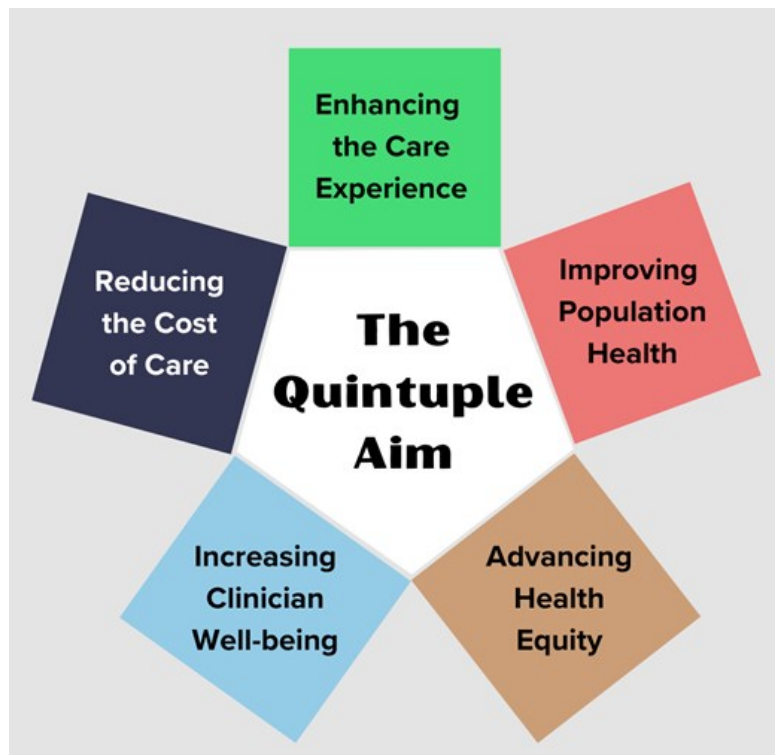 Enhancing
the Care
Experience
Reducing
the Cost
of Care
Improving
Population
Health
The
Quintuple
Aim
Increasing
Clinician
Well-being
Advancing
Health
Equity